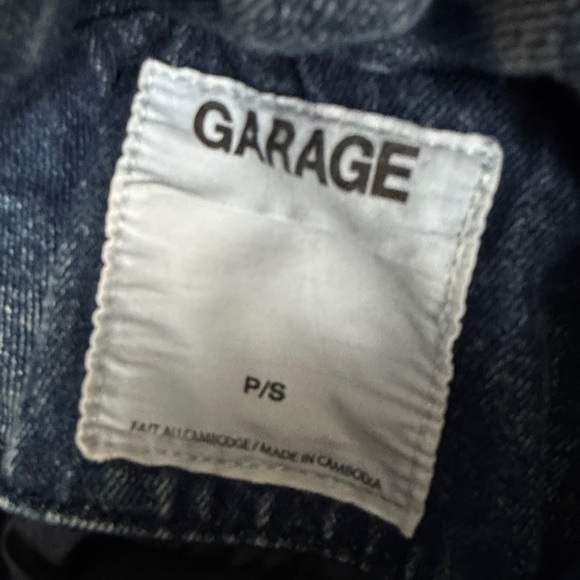 GARAGE
P/S
FAIT AU CAMBODGE / MADE IN CAMBODIA